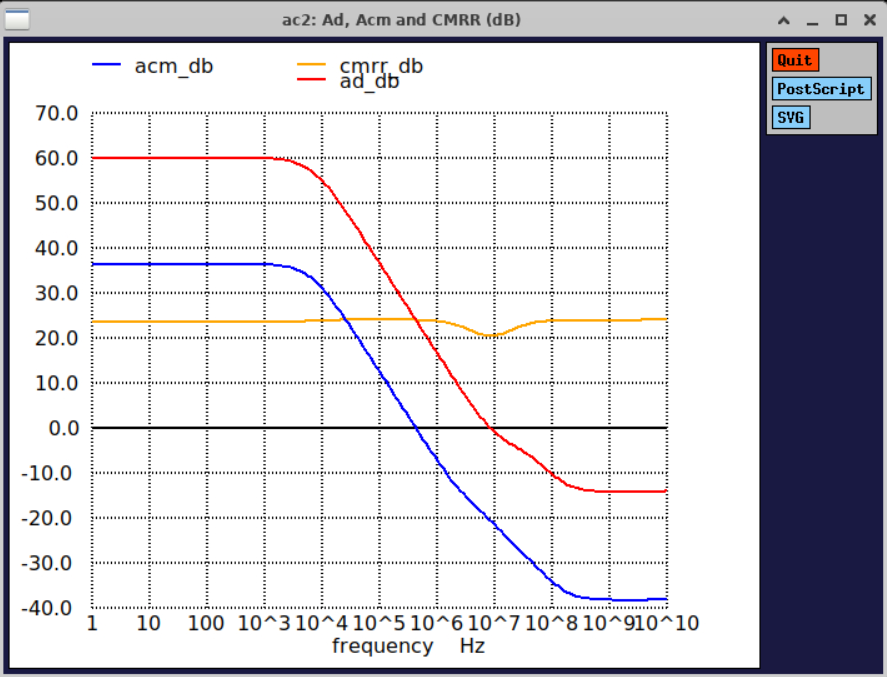 ac2: Ad, Acm and CMRR (dB)
Quit
PostScript
SVG
acm_db
cmrr_db
ad_db
70.0
60.0
50.0
40.0
30.0
20.0
10.0
0.0
-10.0
-20.0
-30.0
-40.0
1 10 100 10^3 10^4 10^5 10^6 10^7 10^8 10^9 10^10
frequency Hz